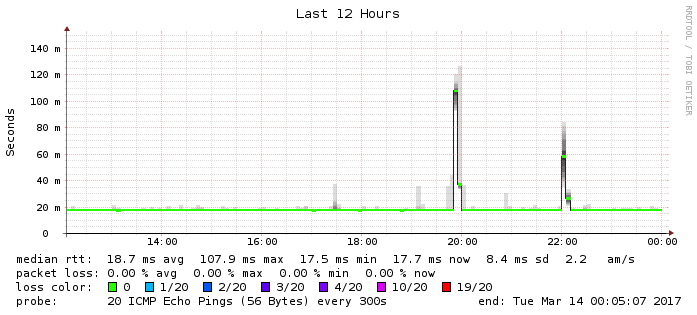 Last 12 Hours
RRDTOOL / TOBI OETIKER
Seconds
140 m
120 m
100 m
80 m
60 m
40 m
20 m
0
14:00 16:00 18:00 20:00 22:00 00:00
median rtt: 18.7 ms avg 107.9 ms max 17.5 ms min 17.7 ms now 8.4 ms sd 2.2 am/s
packet loss: 0.00 % avg 0.00 % max 0.00 % min 0.00 % now
loss color: 0 1/20 2/20 3/20 4/20 10/20 19/20
probe: 20 ICMP Echo Pings (56 Bytes) every 300s end: Tue Mar 14 00:05:07 2017